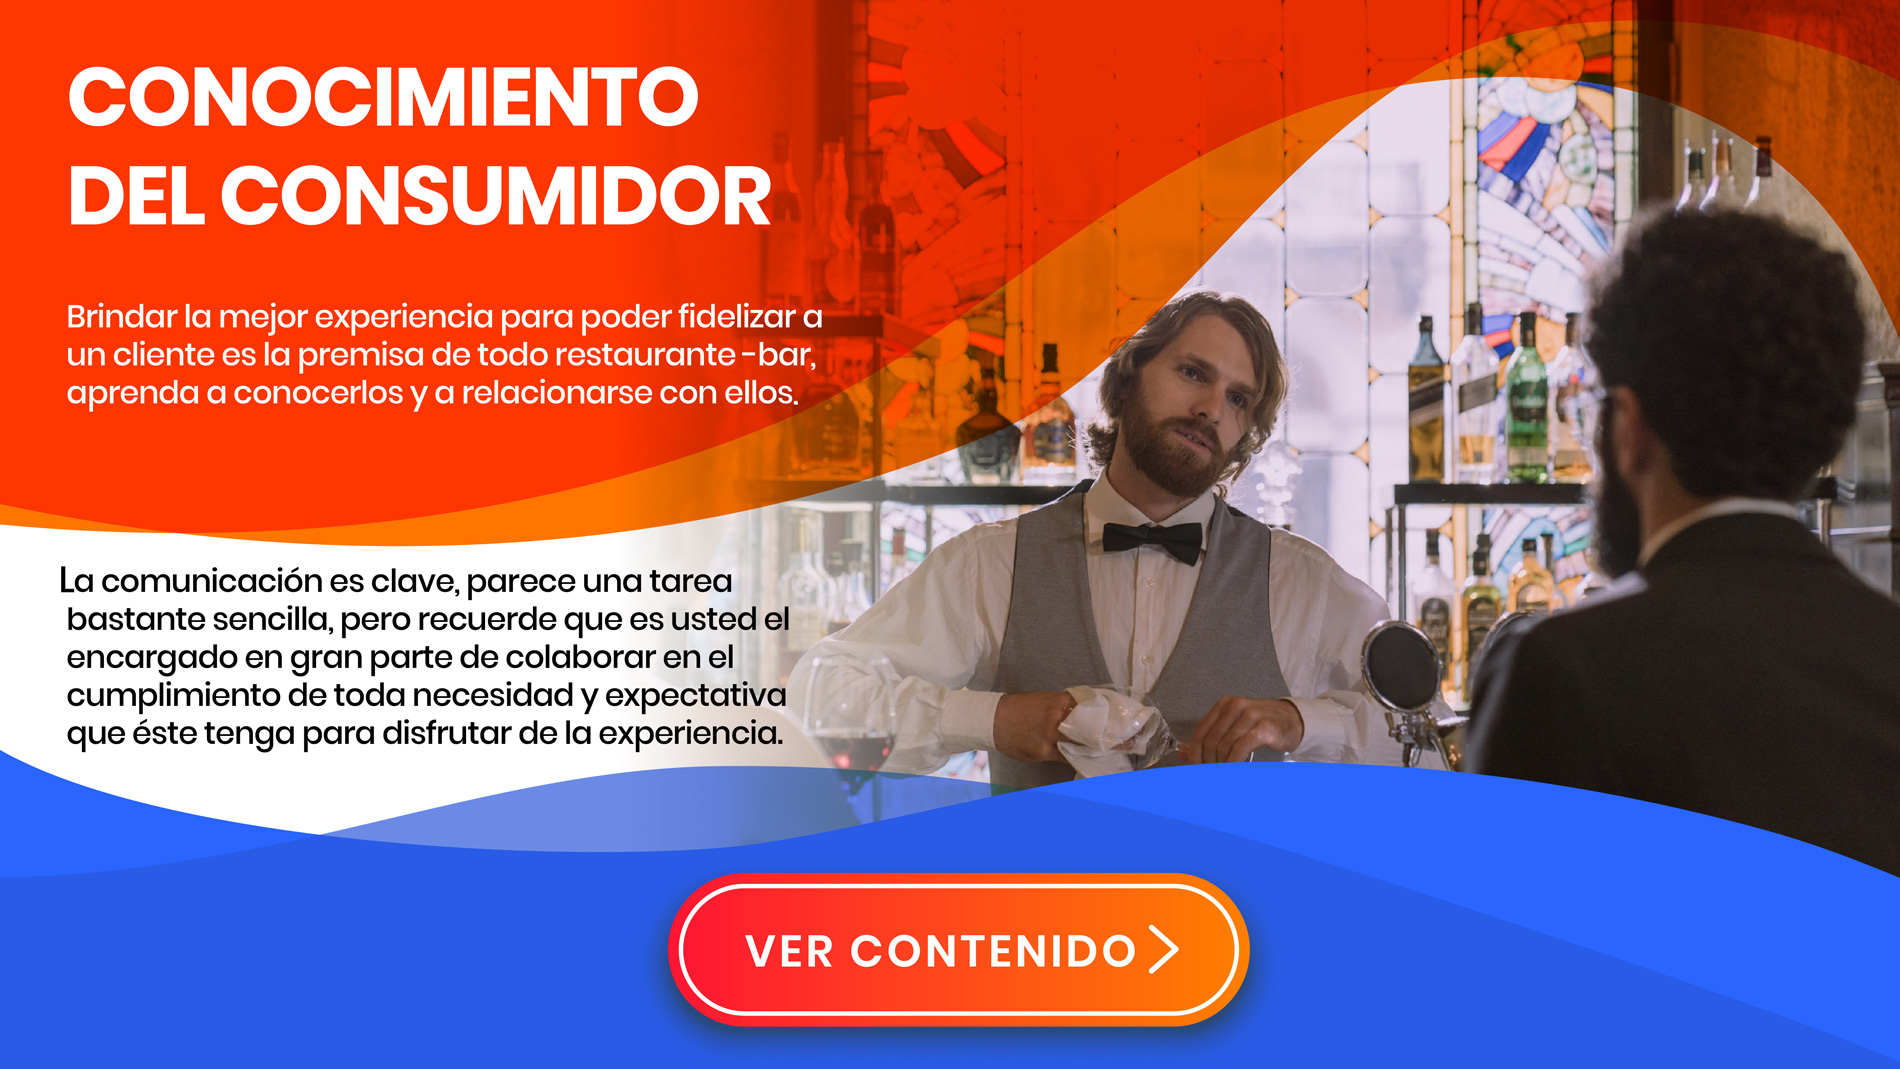 CONOCIMIENTO
DEL CONSUMIDOR
Brindar la mejor experiencia para poder fidelizar a
un cliente es la premisa de todo restaurante -bar,
aprenda a conocerlos y a relacionarse con ellos.
La comunicación es clave, parece una tarea
bastante sencilla, pero recuerde que es usted el
encargado en gran parte de colaborar en el
cumplimiento de toda necesidad y expectativa
que éste tenga para disfrutar de la experiencia.
VER CONTENIDO